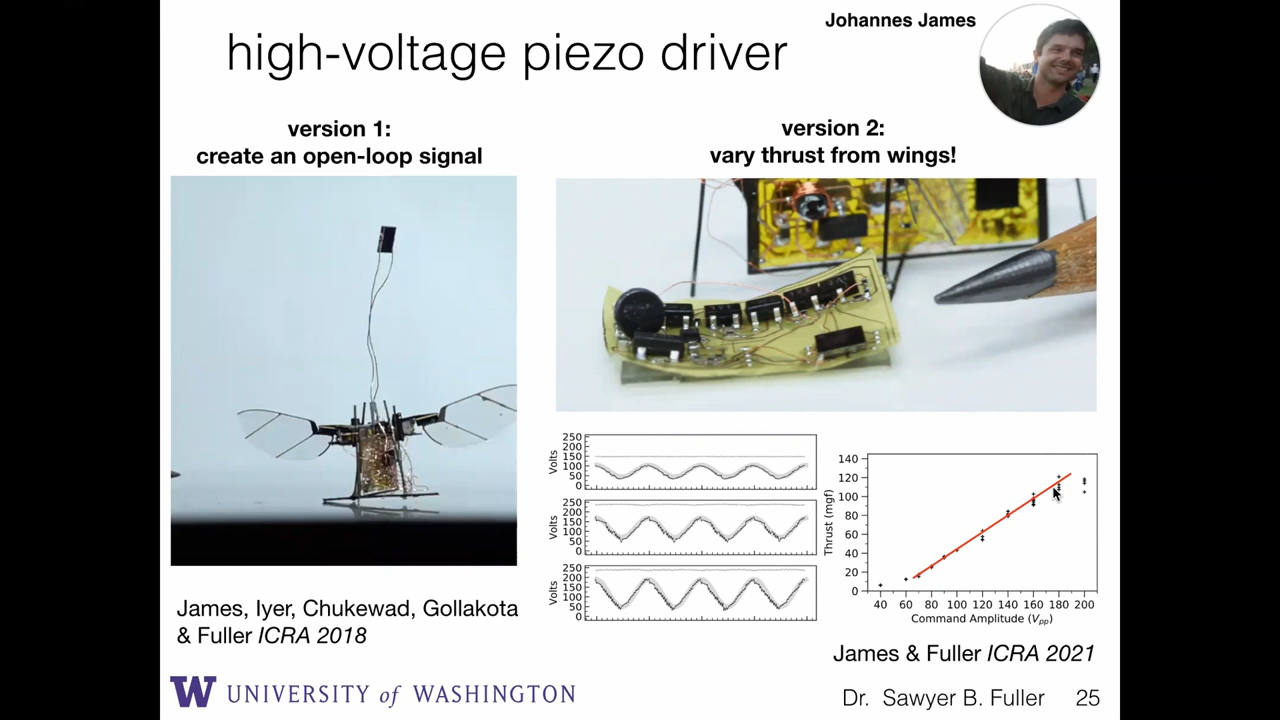 Johannes James
high-voltage piezo driver
version 1:
create an open-loop signal
version 2:
vary thrust from wings!
250
200
150
100
50
0
Volts
250
200
150
100
50
0
Volts
250
200
150
100
50
0
Volts
140
120
100
80
60
40
20
0
Thrust (mgf)
40 60 80 100 120 140 160 180 200
Command Amplitude (Vpp)
James, Iyer, Chukewad, Gollakota
& Fuller ICRA 2018
James & Fuller ICRA 2021
W UNIVERSITY of WASHINGTON
Dr. Sawyer B. Fuller 25